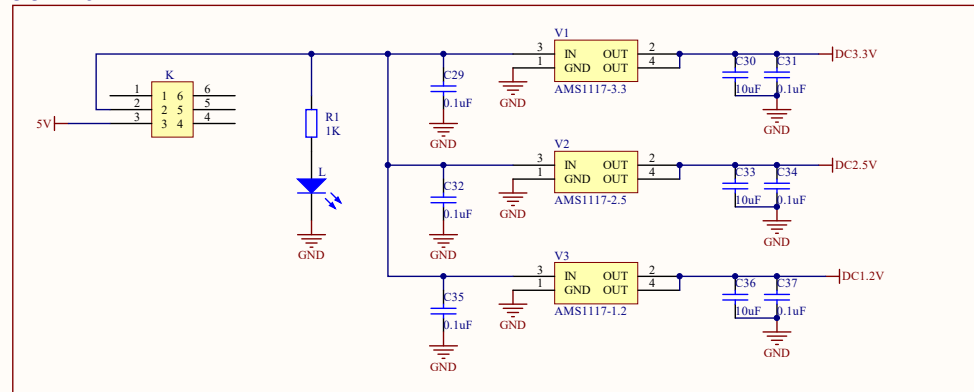 V1
3 IN OUT 2
1 GND OUT 4
AMS1117-3.3
GND
C29
0.1uF
GND
C30
10uF
C31
0.1uF
GND
DC3.3V
K
1 1 6 6
2 2 5 5
3 3 4 4
5V
R1
1K
L
GND
V2
3 IN OUT 2
1 GND OUT 4
AMS1117-2.5
GND
C32
0.1uF
GND
C33
10uF
C34
0.1uF
GND
DC2.5V
V3
3 IN OUT 2
1 GND OUT 4
AMS1117-1.2
GND
C35
0.1uF
GND
C36
10uF
C37
0.1uF
GND
DC1.2V